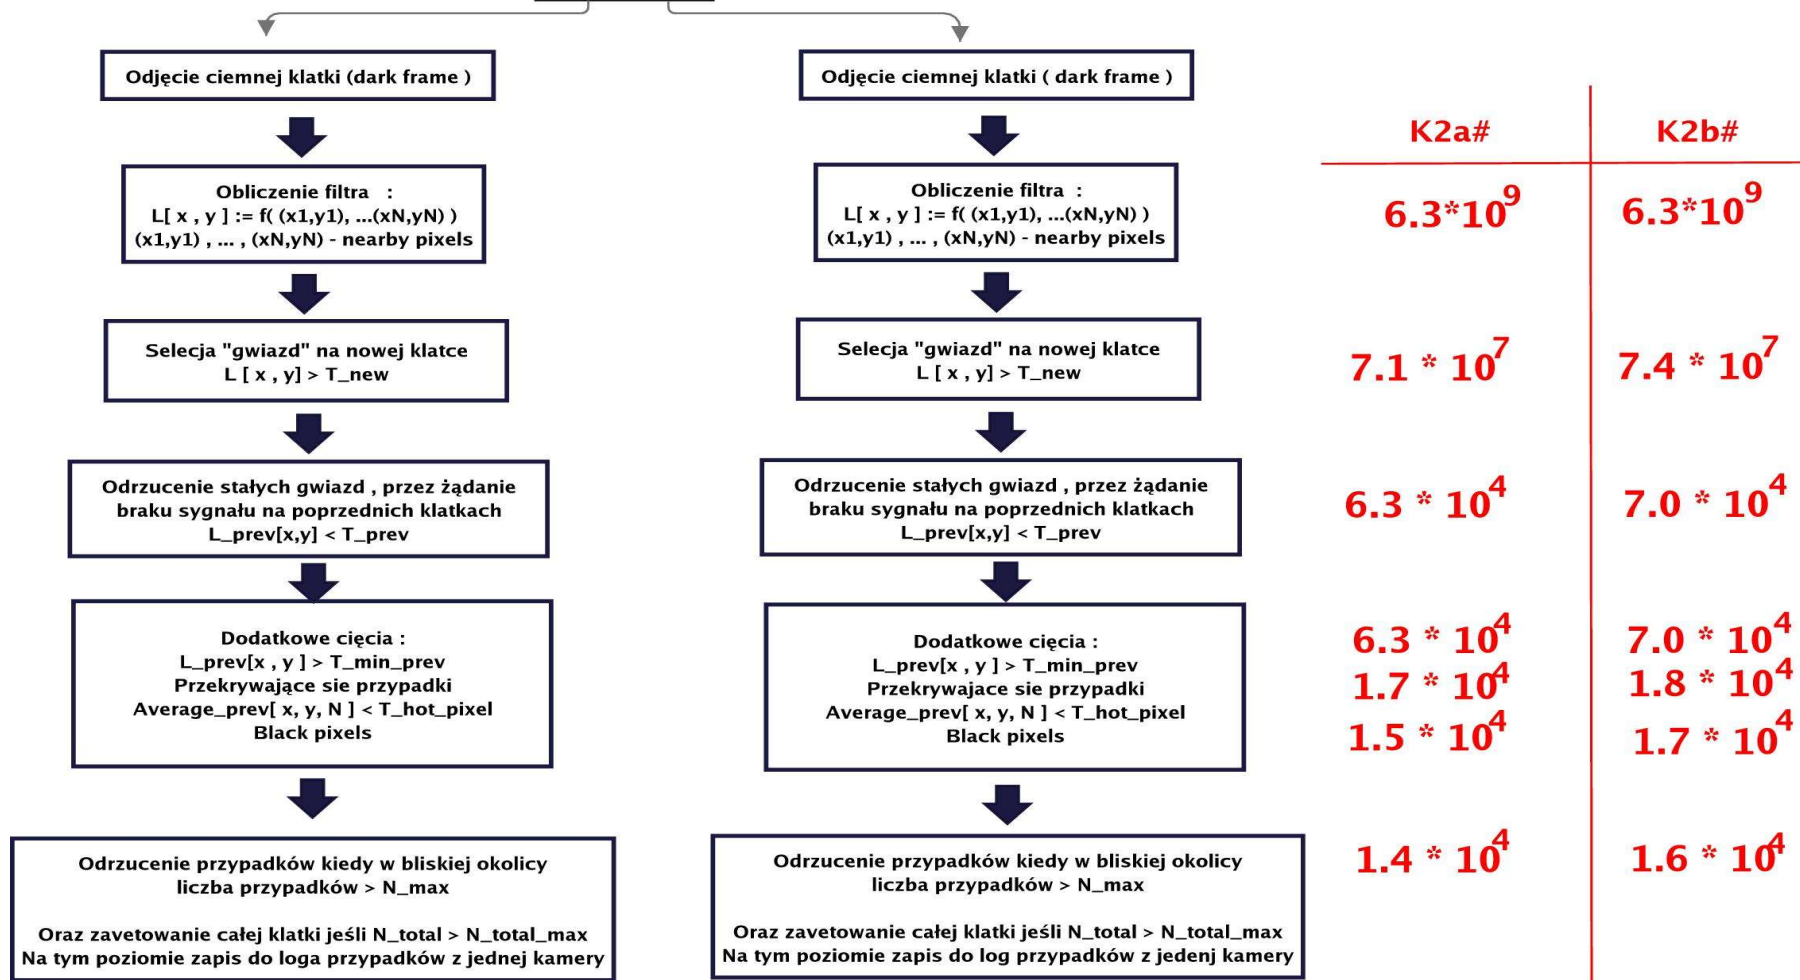 Odjęcie ciemnej klatki (dark frame )
Obliczenie filtra :
L[ x , y ] := f( (x1,y1), ...(xN,yN) )
(x1,y1) , ... , (xN,yN) - nearby pixels
Selecja "gwiazd" na nowej klatce
L [ x , y] > T_new
Odrzucenie stałych gwiazd , przez żądanie
braku sygnału na poprzednich klatkach
L_prev[x,y] < T_prev
Dodatkowe cięcia :
L_prev[x , y ] > T_min_prev
Przekrywające sie przypadki
Average_prev[ x, y, N ] < T_hot_pixel
Black pixels
Odrzucenie przypadków kiedy w bliskiej okolicy
liczba przypadków > N_max
Oraz zavetowanie całej klatki jeśli N_total > N_total_max
Na tym poziomie zapis do loga przypadków z jednej kamery
Odjęcie ciemnej klatki ( dark frame )
Obliczenie filtra :
L[ x , y ] := f( (x1,y1), ...(xN,yN) )
(x1,y1) , ... , (xN,yN) - nearby pixels
Selecja "gwiazd" na nowej klatce
L [ x , y] > T_new
Odrzucenie stałych gwiazd , przez żądanie
braku sygnału na poprzednich klatkach
L_prev[x,y] < T_prev
Dodatkowe cięcia :
L_prev[x , y ] > T_min_prev
Przekrywajace sie przypadki
Average_prev[ x, y, N ] < T_hot_pixel
Black pixels
Odrzucenie przypadków kiedy w bliskiej okolicy
liczba przypadków > N_max
Oraz zavetowanie całej klatki jeśli N_total > N_total_max
Na tym poziomie zapis do log przypadków z jedenj kamery
K2a# K2b#
6.3*10^9 6.3*10^9
7.1 * 10^7 7.4 * 10^7
6.3 * 10^4 7.0 * 10^4
6.3 * 10^4 7.0 * 10^4
1.7 * 10^4 1.8 * 10^4
1.5 * 10^4 1.7 * 10^4
1.4 * 10^4 1.6 * 10^4